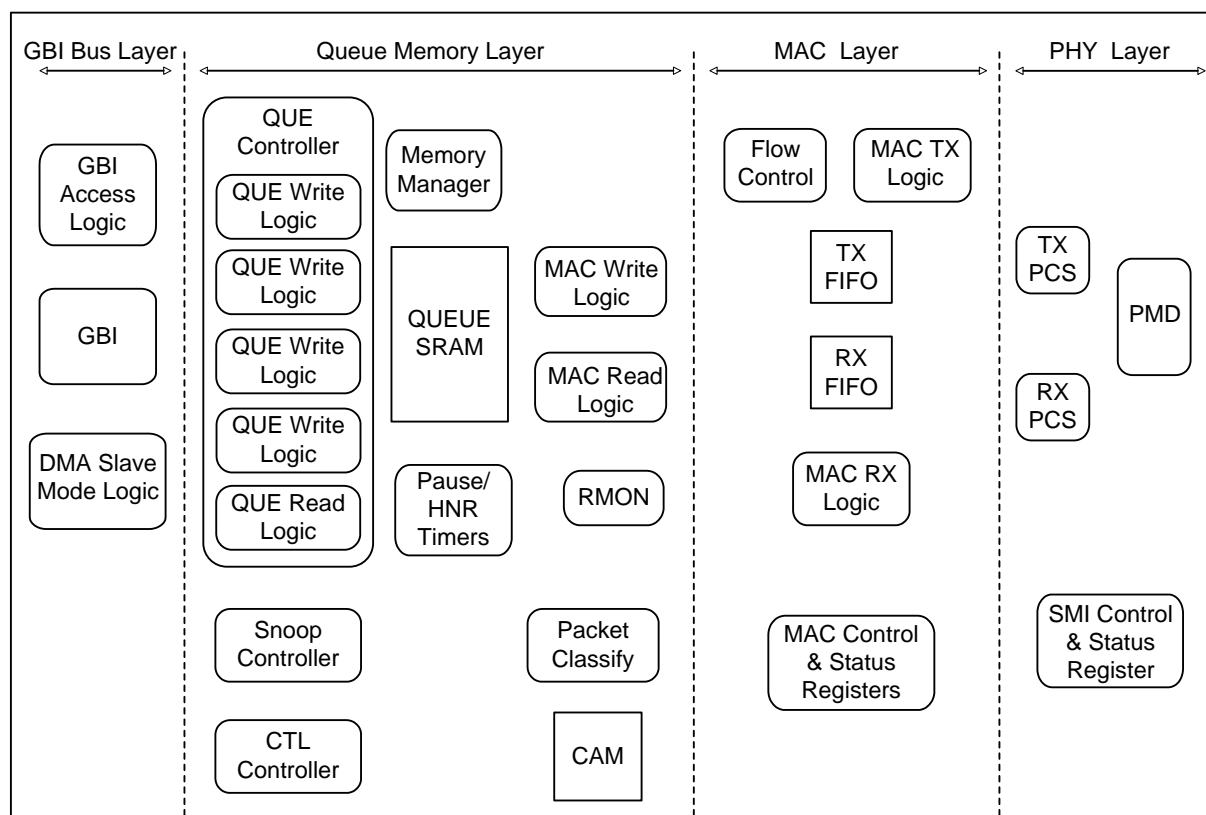 GBI Bus Layer
Queue Memory Layer
MAC Layer
PHY Layer
GBI
Access
Logic
GBI
DMA Slave
Mode Logic
QUE
Controller
QUE Write
Logic
QUE Write
Logic
QUE Write
Logic
QUE Write
Logic
QUE Read
Logic
Snoop
Controller
CTL
Controller
Memory
Manager
QUEUE
SRAM
Pause/
HNR
Timers
MAC Write
Logic
MAC Read
Logic
RMON
Packet
Classify
CAM
Flow
Control
MAC TX
Logic
TX
FIFO
RX
FIFO
MAC RX
Logic
MAC Control
& Status
Registers
TX
PCS
PMD
RX
PCS
SMI Control
& Status
Register